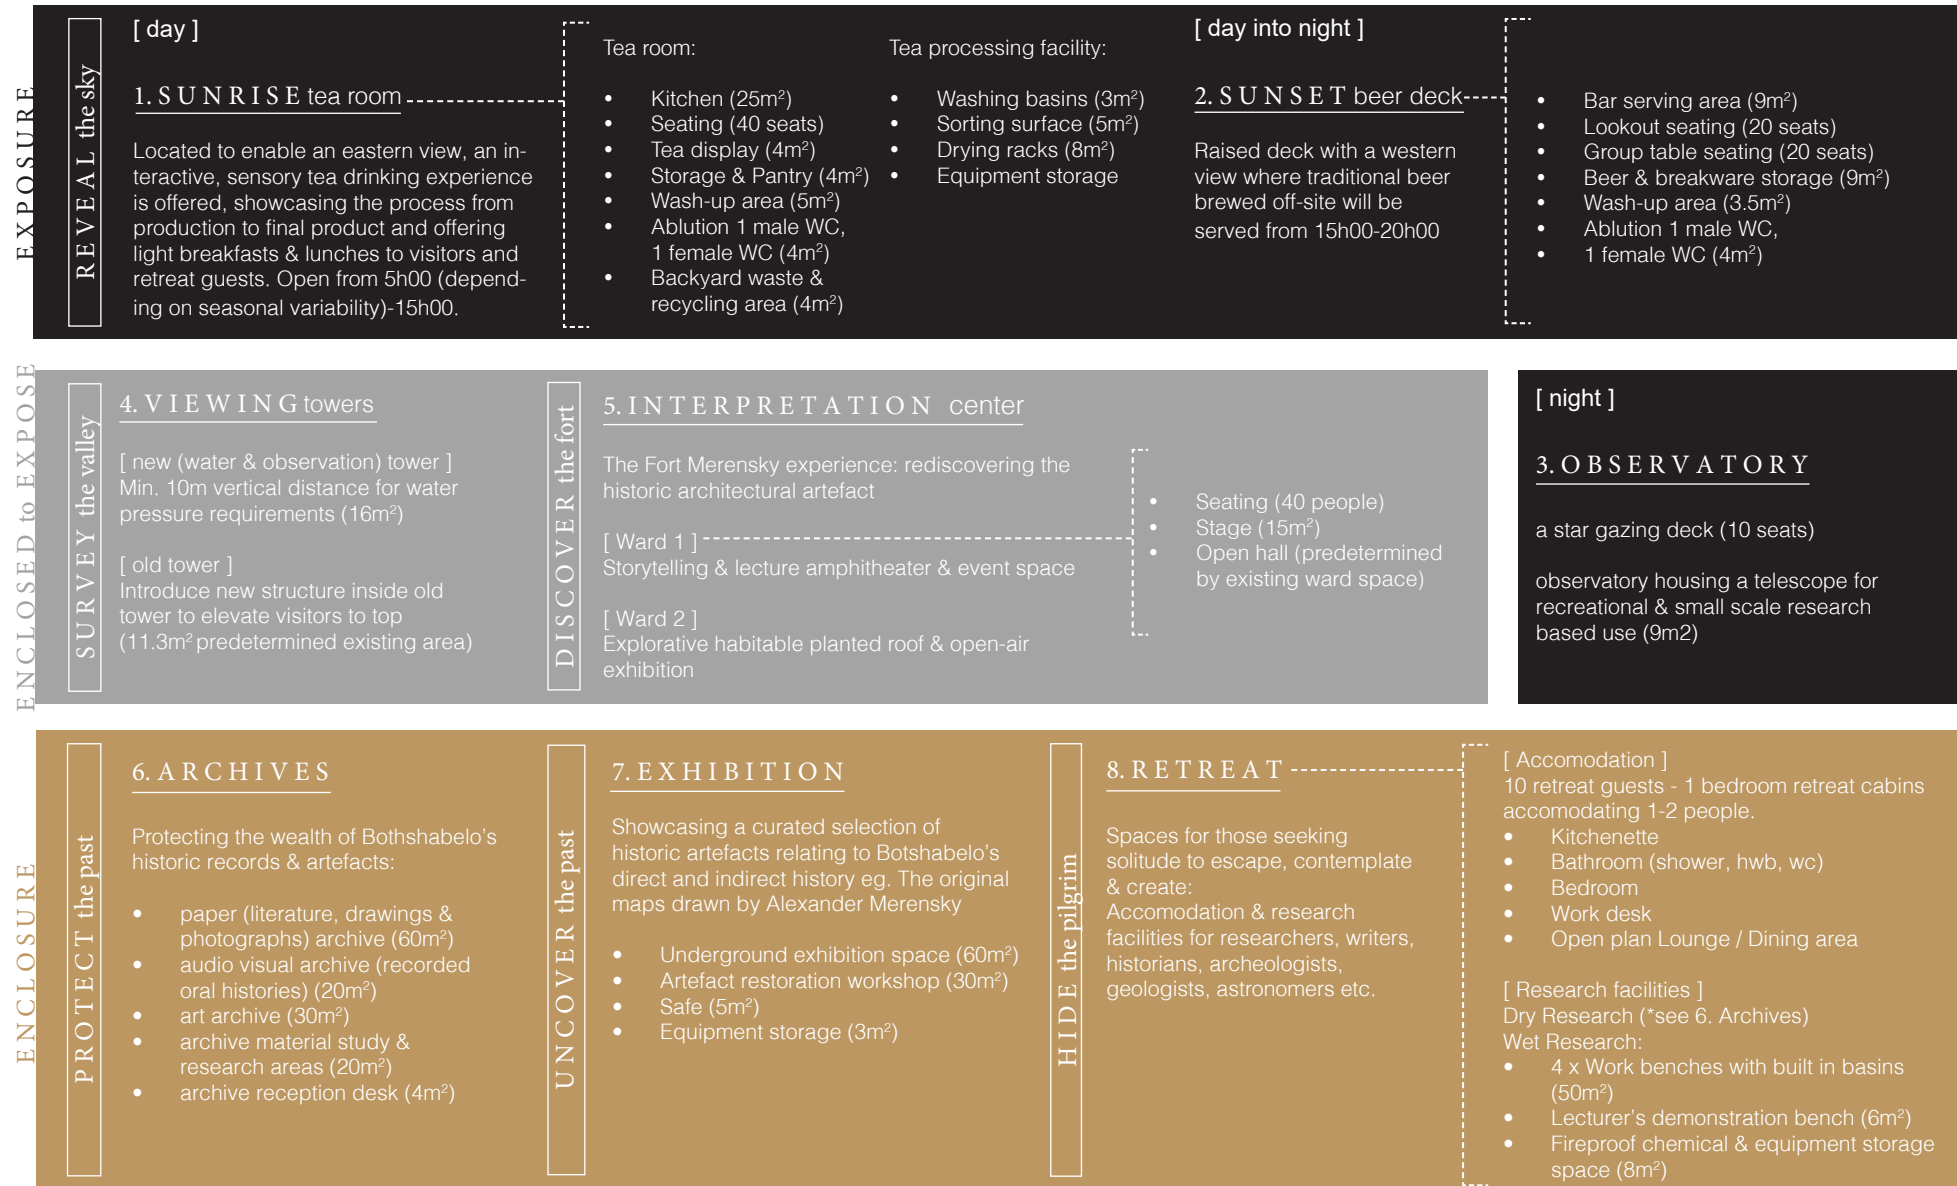 EXPOSURE
REVEAL the sky
[ day ]
1. SUNRISE tea room
Located to enable an eastern view, an in-
teractive, sensory tea drinking experience
is offered, showcasing the process from
production to final product and offering
light breakfasts & lunches to visitors and
retreat guests. Open from 5h00 (depend-
ing on seasonal variability)-15h00.
Tea room:
• Kitchen (25m²)
• Seating (40 seats)
• Tea display (4m²)
• Storage & Pantry (4m²)
• Wash-up area (5m²)
• Ablution 1 male WC,
1 female WC (4m²)
• Backyard waste &
recycling area (4m²)
Tea processing facility:
• Washing basins (3m²)
• Sorting surface (5m²)
• Drying racks (8m²)
• Equipment storage
[ day into night ]
2. SUNSET beer deck
Raised deck with a western
view where traditional beer
brewed off-site will be
served from 15h00-20h00
• Bar serving area (9m²)
• Lookout seating (20 seats)
• Group table seating (20 seats)
• Beer & breakware storage (9m²)
• Wash-up area (3.5m²)
• Ablution 1 male WC,
• 1 female WC (4m²)
ENCLOSED to EXPOSE
SURVEY the valley
4. VIEWING towers
[ new (water & observation) tower ]
Min. 10m vertical distance for water
pressure requirements (16m²)
[ old tower ]
Introduce new structure inside old
tower to elevate visitors to top
(11.3m² predetermined existing area)
DISCOVER the fort
5. INTERPRETATION center
The Fort Merensky experience: rediscovering the
historic architectural artefact
[ Ward 1 ]
Storytelling & lecture amphitheater & event space
[ Ward 2 ]
Explorative habitable planted roof & open-air
exhibition
• Seating (40 people)
• Stage (15m²)
• Open hall (predetermined
by existing ward space)
[ night ]
3. OBSERVATORY
a star gazing deck (10 seats)
observatory housing a telescope for
recreational & small scale research
based use (9m2)
ENCLOSURE
PROTECT the past
6. ARCHIVES
Protecting the wealth of Bothshabelo's
historic records & artefacts:
• paper (literature, drawings &
photographs) archive (60m²)
• audio visual archive (recorded
oral histories) (20m²)
• art archive (30m²)
• archive material study &
research areas (20m²)
• archive reception desk (4m²)
UNCOVER the past
7. EXHIBITION
Showcasing a curated selection of
historic artefacts relating to Botshabelo's
direct and indirect history eg. The original
maps drawn by Alexander Merensky
• Underground exhibition space (60m²)
• Artefact restoration workshop (30m²)
• Safe (5m²)
• Equipment storage (3m²)
HIDE the pilgrim
8. RETREAT
Spaces for those seeking
solitude to escape, contemplate
& create:
Accomodation & research
facilities for researchers, writers,
historians, archeologists,
geologists, astronomers etc.
[ Accomodation ]
10 retreat guests - 1 bedroom retreat cabins
accomodating 1-2 people.
• Kitchenette
• Bathroom (shower, hwb, wc)
• Bedroom
• Work desk
• Open plan Lounge / Dining area
[ Research facilities ]
Dry Research (*see 6. Archives)
Wet Research:
• 4 x Work benches with built in basins
(50m²)
• Lecturer's demonstration bench (6m²)
• Fireproof chemical & equipment storage
space (8m²)